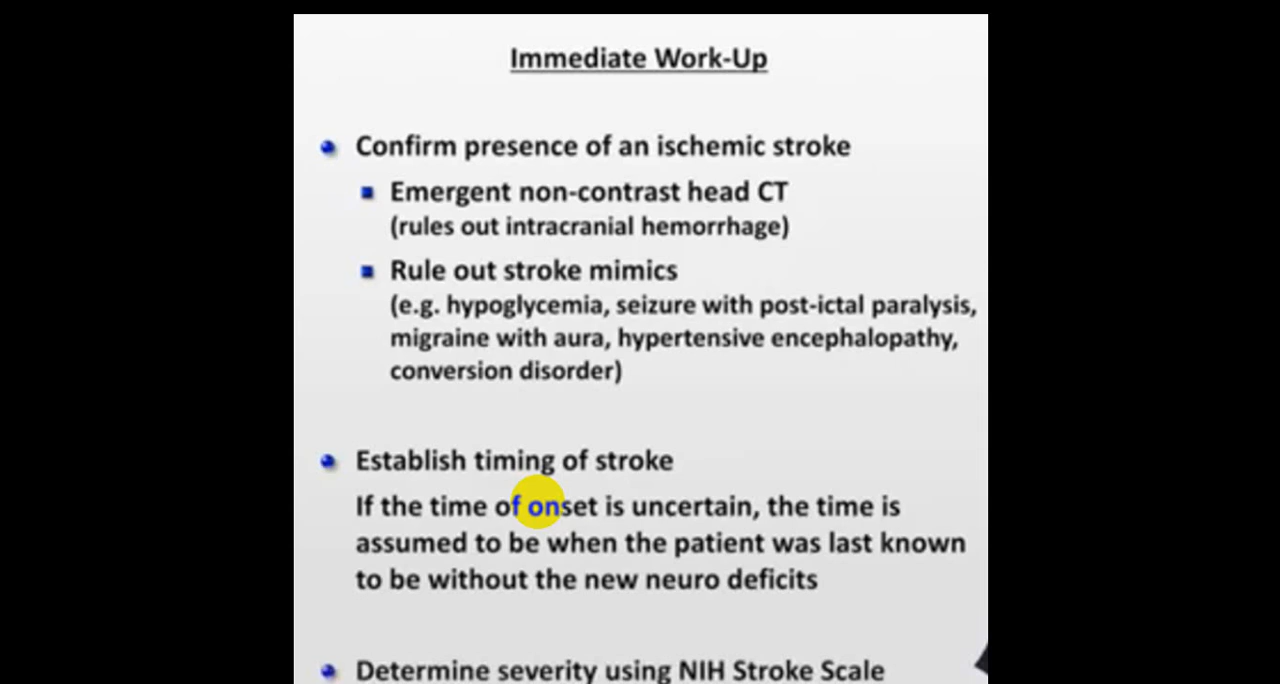 Immediate Work-Up
Confirm presence of an ischemic stroke
Emergent non-contrast head CT
(rules out intracranial hemorrhage)
Rule out stroke mimics
(e.g. hypoglycemia, seizure with post-ictal paralysis,
migraine with aura, hypertensive encephalopathy,
conversion disorder)
Establish timing of stroke
If the time of onset is uncertain, the time is
assumed to be when the patient was last known
to be without the new neuro deficits
Determine severity using NIH Stroke Scale